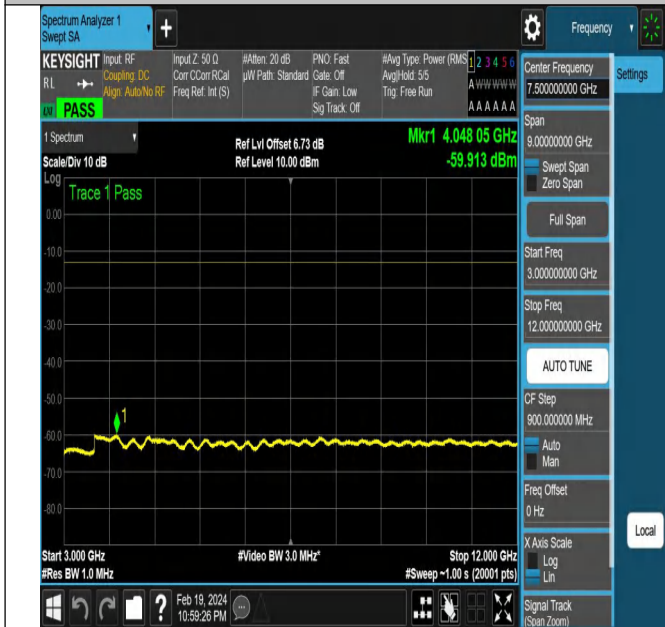 Spectrum Analyzer 1
Swept SA
+
Frequency
KEYSIGHT
RL
LXI
PASS
Input: RF
Coupling: DC
Align: Auto/No RF
Input Z: 50 Ω
Corr CCorr RCal
Freq Ref: Int (S)
#Atten: 20 dB
µW Path: Standard
PNO: Fast
Gate: Off
IF Gain: Low
Sig Track: Off
#Avg Type: Power (RMS
Avg|Hold: 5/5
Trig: Free Run
1 2 3 4 5 6
A W W W W W
A A A A A A
1 Spectrum
Scale/Div 10 dB
Log
Ref Lvl Offset 6.73 dB
Ref Level 10.00 dBm
Mkr1 4.048 05 GHz
-59.913 dBm
Trace 1 Pass
0.00
-10.0
-20.0
-30.0
-40.0
-50.0
-60.0
-70.0
-80.0
1
Start 3.000 GHz
#Res BW 1.0 MHz
#Video BW 3.0 MHz*
Stop 12.000 GHz
#Sweep ~1.00 s (20001 pts)
?
Feb 19, 2024
10:59:26 PM
Center Frequency
7.500000000 GHz
Settings
Span
9.00000000 GHz
Swept Span
Zero Span
Full Span
Start Freq
3.000000000 GHz
Stop Freq
12.000000000 GHz
AUTO TUNE
CF Step
900.000000 MHz
Auto
Man
Freq Offset
0 Hz
Local
X Axis Scale
Log
Lin
Signal Track
(Span Zoom)